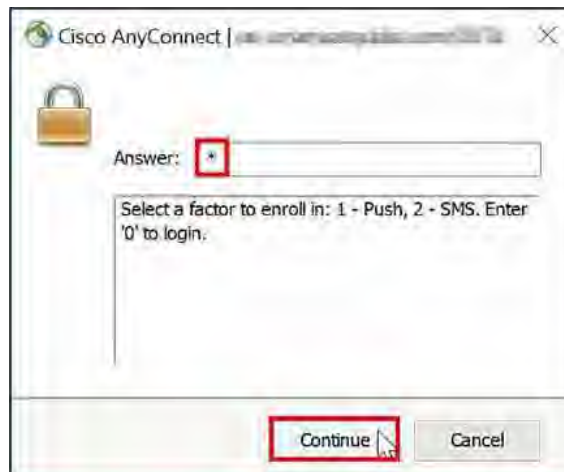 Cisco AnyConnect |
Answer: *
Select a factor to enroll in: 1 - Push, 2 - SMS. Enter
'0' to login.
Continue Cancel